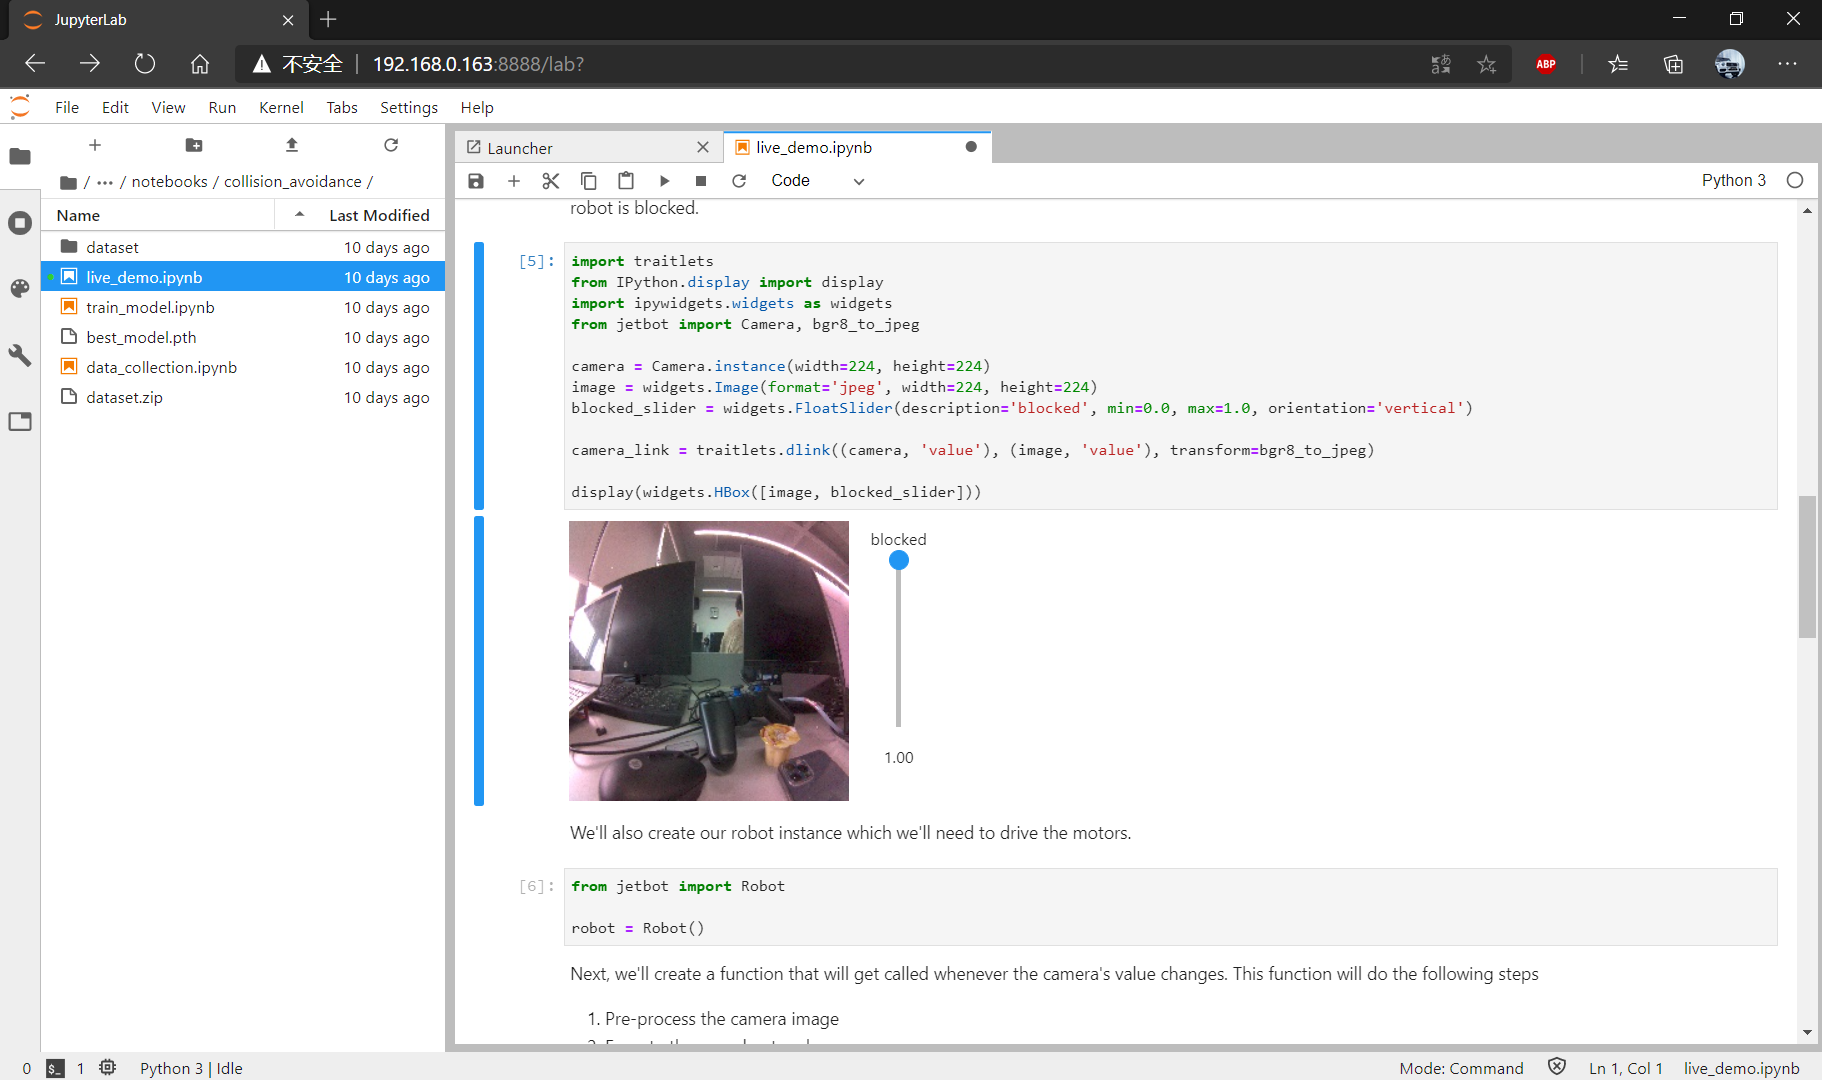 JupyterLab
不安全 | 192.168.0.163:8888/lab?
ABP
File Edit View Run Kernel Tabs Settings Help
/ ··· / notebooks / collision_avoidance /
Name Last Modified
dataset 10 days ago
live_demo.ipynb 10 days ago
train_model.ipynb 10 days ago
best_model.pth 10 days ago
data_collection.ipynb 10 days ago
dataset.zip 10 days ago
Launcher live_demo.ipynb
Code Python 3
robot is blocked.
[5]: import traitlets
from IPython.display import display
import ipywidgets.widgets as widgets
from jetbot import Camera, bgr8_to_jpeg
camera = Camera.instance(width=224, height=224)
image = widgets.Image(format='jpeg', width=224, height=224)
blocked_slider = widgets.FloatSlider(description='blocked', min=0.0, max=1.0, orientation='vertical')
camera_link = traitlets.dlink((camera, 'value'), (image, 'value'), transform=bgr8_to_jpeg)
display(widgets.HBox([image, blocked_slider]))
blocked
1.00
We'll also create our robot instance which we'll need to drive the motors.
[6]: from jetbot import Robot
robot = Robot()
Next, we'll create a function that will get called whenever the camera's value changes. This function will do the following steps
1. Pre-process the camera image
0 $_ 1 Python 3 | Idle Mode: Command Ln 1, Col 1 live_demo.ipynb